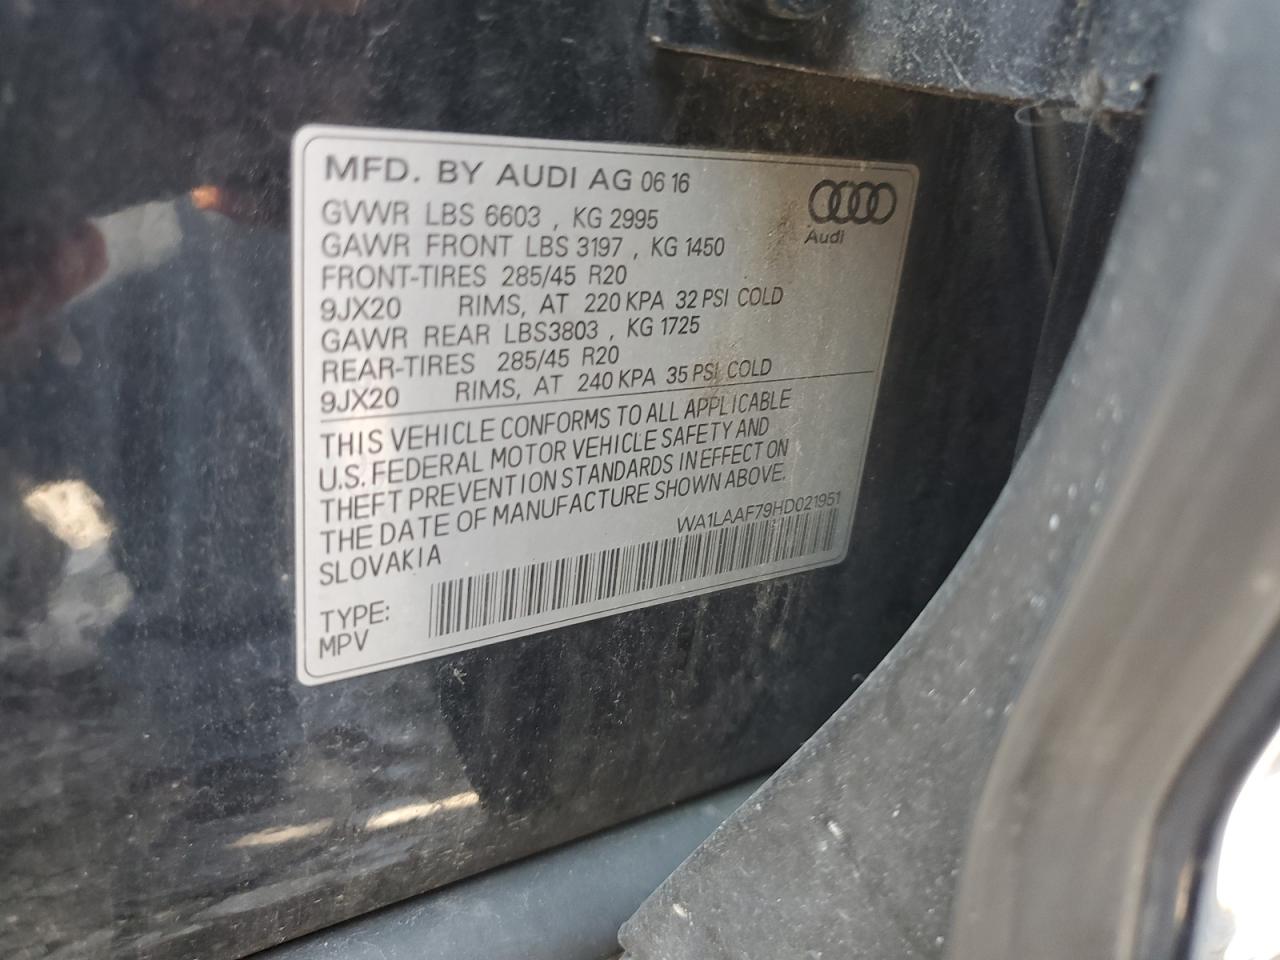 MFD. BY AUDI AG 06 16
Audi
GVWR LBS 6603 , KG 2995
GAWR FRONT LBS 3197 , KG 1450
FRONT-TIRES 285/45 R20
9JX20 RIMS, AT 220 KPA 32 PSI COLD
GAWR REAR LBS3803 , KG 1725
REAR-TIRES 285/45 R20
9JX20 RIMS, AT 240 KPA 35 PSI COLD
THIS VEHICLE CONFORMS TO ALL APPLICABLE
U.S. FEDERAL MOTOR VEHICLE SAFETY AND
THEFT PREVENTION STANDARDS IN EFFECT ON
THE DATE OF MANUFACTURE SHOWN ABOVE.
SLOVAKIA
WA1LAAF79HD021951
TYPE:
MPV